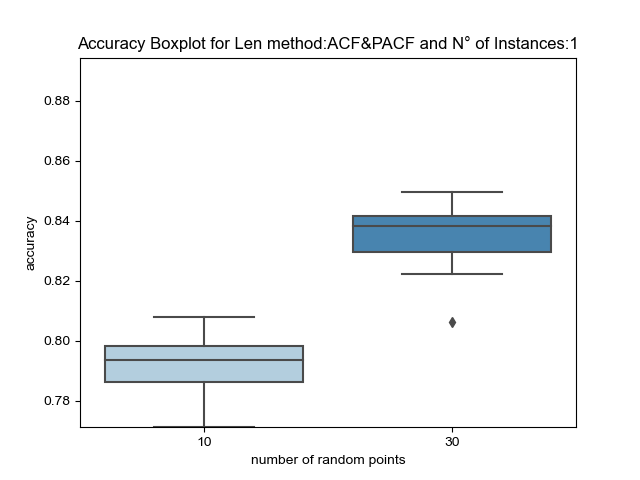 Accuracy Boxplot for Len method:ACF&PACF and N° of Instances:1
0.88
0.86
0.84
0.82
0.80
0.78
accuracy
10 30
number of random points